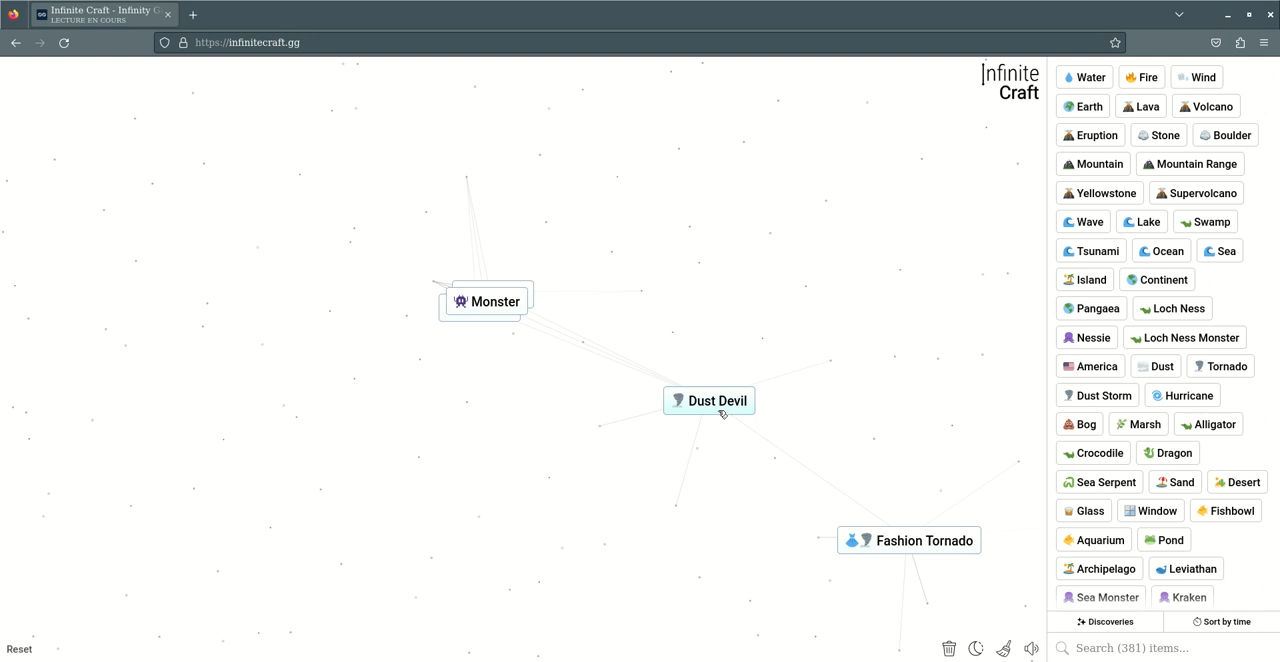 Infinite Craft - Infinity C
LECTURE EN COURS
https://infinitecraft.gg
Infinite
Craft
Monster
Dust Devil
Fashion Tornado
Reset
Water Fire Wind
Earth Lava Volcano
Eruption Stone Boulder
Mountain Mountain Range
Yellowstone Supervolcano
Wave Lake Swamp
Tsunami Ocean Sea
Island Continent
Pangaea Loch Ness
Nessie Loch Ness Monster
America Dust Tornado
Dust Storm Hurricane
Bog Marsh Alligator
Crocodile Dragon
Sea Serpent Sand Desert
Glass Window Fishbowl
Aquarium Pond
Archipelago Leviathan
Sea Monster Kraken
Discoveries Sort by time
Search (381) items...